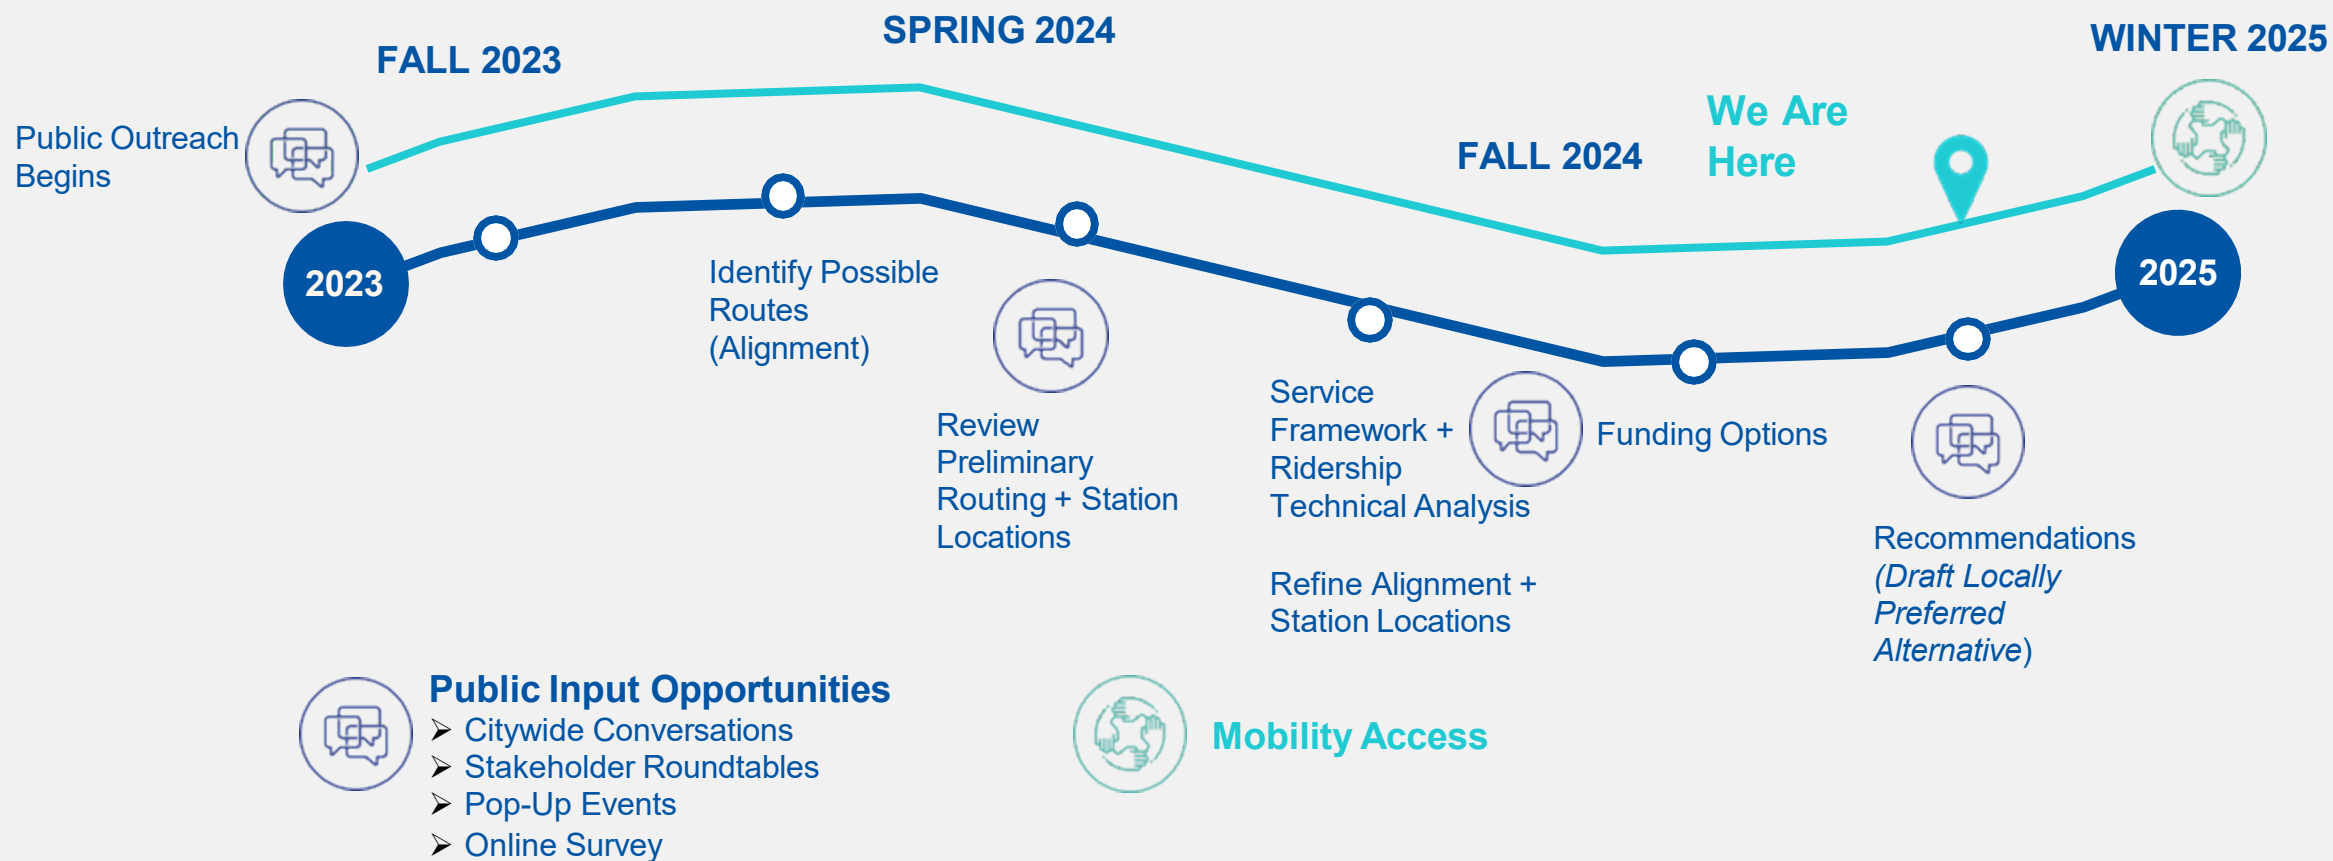 SPRING 2024
FALL 2023
WINTER 2025
Public Outreach
Begins
We Are
Here
FALL 2024
2023
2025
Identify Possible
Routes
(Alignment)
Review
Preliminary
Routing + Station
Locations
Service
Framework +
Ridership
Technical Analysis
Refine Alignment +
Station Locations
Funding Options
Recommendations
(Draft Locally
Preferred
Alternative)
Public Input Opportunities
➢ Citywide Conversations
➢ Stakeholder Roundtables
➢ Pop-Up Events
➢ Online Survey
Mobility Access